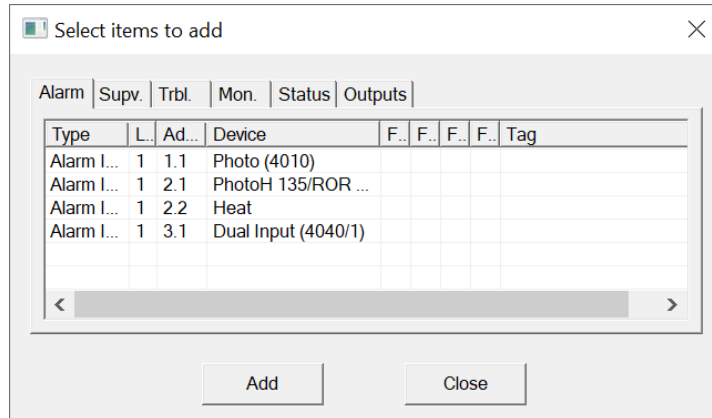 Select items to add
Alarm Supv. Trbl. Mon. Status Outputs
Type L.. Ad... Device F.. F.. F.. F.. Tag
Alarm I... 1 1.1 Photo (4010)
Alarm I... 1 2.1 PhotoH 135/ROR ...
Alarm I... 1 2.2 Heat
Alarm I... 1 3.1 Dual Input (4040/1)
Add Close